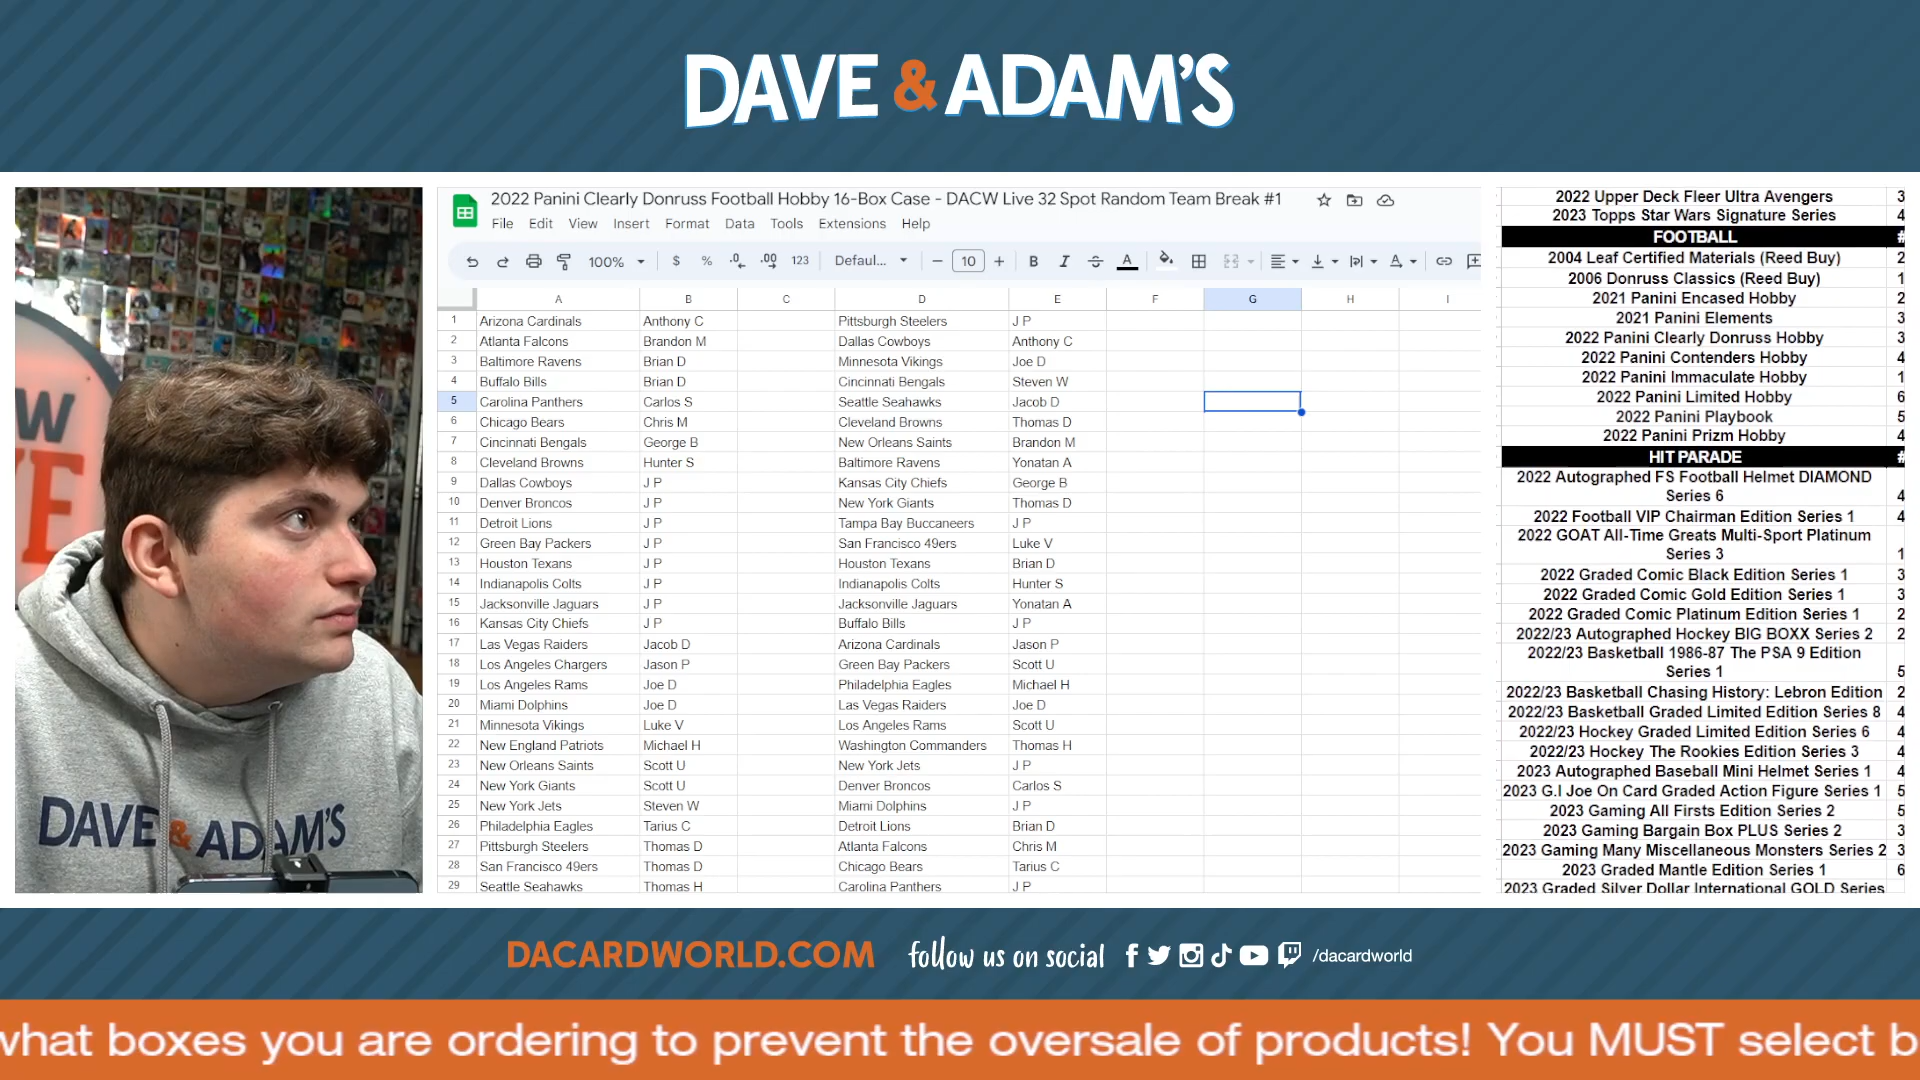 DAVE & ADAM'S
2022 Panini Clearly Donruss Football Hobby 16-Box Case - DACW Live 32 Spot Random Team Break #1
File Edit View Insert Format Data Tools Extensions Help
100% $ % .0 .00 123 Defaul... − 10 + B I A
A B C D E F G H I
1 Arizona Cardinals Anthony C Pittsburgh Steelers J P
2 Atlanta Falcons Brandon M Dallas Cowboys Anthony C
3 Baltimore Ravens Brian D Minnesota Vikings Joe D
4 Buffalo Bills Brian D Cincinnati Bengals Steven W
5 Carolina Panthers Carlos S Seattle Seahawks Jacob D
6 Chicago Bears Chris M Cleveland Browns Thomas D
7 Cincinnati Bengals George B New Orleans Saints Brandon M
8 Cleveland Browns Hunter S Baltimore Ravens Yonatan A
9 Dallas Cowboys J P Kansas City Chiefs George B
10 Denver Broncos J P New York Giants Thomas D
11 Detroit Lions J P Tampa Bay Buccaneers J P
12 Green Bay Packers J P San Francisco 49ers Luke V
13 Houston Texans J P Houston Texans Brian D
14 Indianapolis Colts J P Indianapolis Colts Hunter S
15 Jacksonville Jaguars J P Jacksonville Jaguars Yonatan A
16 Kansas City Chiefs J P Buffalo Bills J P
17 Las Vegas Raiders Jacob D Arizona Cardinals Jason P
18 Los Angeles Chargers Jason P Green Bay Packers Scott U
19 Los Angeles Rams Joe D Philadelphia Eagles Michael H
20 Miami Dolphins Joe D Las Vegas Raiders Joe D
21 Minnesota Vikings Luke V Los Angeles Rams Scott U
22 New England Patriots Michael H Washington Commanders Thomas H
23 New Orleans Saints Scott U New York Jets J P
24 New York Giants Scott U Denver Broncos Carlos S
25 New York Jets Steven W Miami Dolphins J P
26 Philadelphia Eagles Tarius C Detroit Lions Brian D
27 Pittsburgh Steelers Thomas D Atlanta Falcons Chris M
28 San Francisco 49ers Thomas D Chicago Bears Tarius C
29 Seattle Seahawks Thomas H Carolina Panthers J P
2022 Upper Deck Fleer Ultra Avengers 3
2023 Topps Star Wars Signature Series 4
FOOTBALL #
2004 Leaf Certified Materials (Reed Buy) 2
2006 Donruss Classics (Reed Buy) 1
2021 Panini Encased Hobby 2
2021 Panini Elements 3
2022 Panini Clearly Donruss Hobby 3
2022 Panini Contenders Hobby 4
2022 Panini Immaculate Hobby 1
2022 Panini Limited Hobby 6
2022 Panini Playbook 5
2022 Panini Prizm Hobby 4
HIT PARADE #
2022 Autographed FS Football Helmet DIAMOND
Series 6 4
2022 Football VIP Chairman Edition Series 1 4
2022 GOAT All-Time Greats Multi-Sport Platinum
Series 3 1
2022 Graded Comic Black Edition Series 1 3
2022 Graded Comic Gold Edition Series 1 3
2022 Graded Comic Platinum Edition Series 1 2
2022/23 Autographed Hockey BIG BOXX Series 2 2
2022/23 Basketball 1986-87 The PSA 9 Edition
Series 1 5
2022/23 Basketball Chasing History: Lebron Edition 2
2022/23 Basketball Graded Limited Edition Series 8 4
2022/23 Hockey Graded Limited Edition Series 6 4
2022/23 Hockey The Rookies Edition Series 3 4
2023 Autographed Baseball Mini Helmet Series 1 4
2023 G.I Joe On Card Graded Action Figure Series 1 5
2023 Gaming All Firsts Edition Series 2 5
2023 Gaming Bargain Box PLUS Series 2 3
2023 Gaming Many Miscellaneous Monsters Series 2 3
2023 Graded Mantle Edition Series 1 6
2023 Graded Silver Dollar International GOLD Series
DAVE & ADAM'S
DACARDWORLD.COM follow us on social /dacardworld
what boxes you are ordering to prevent the oversale of products! You MUST select b